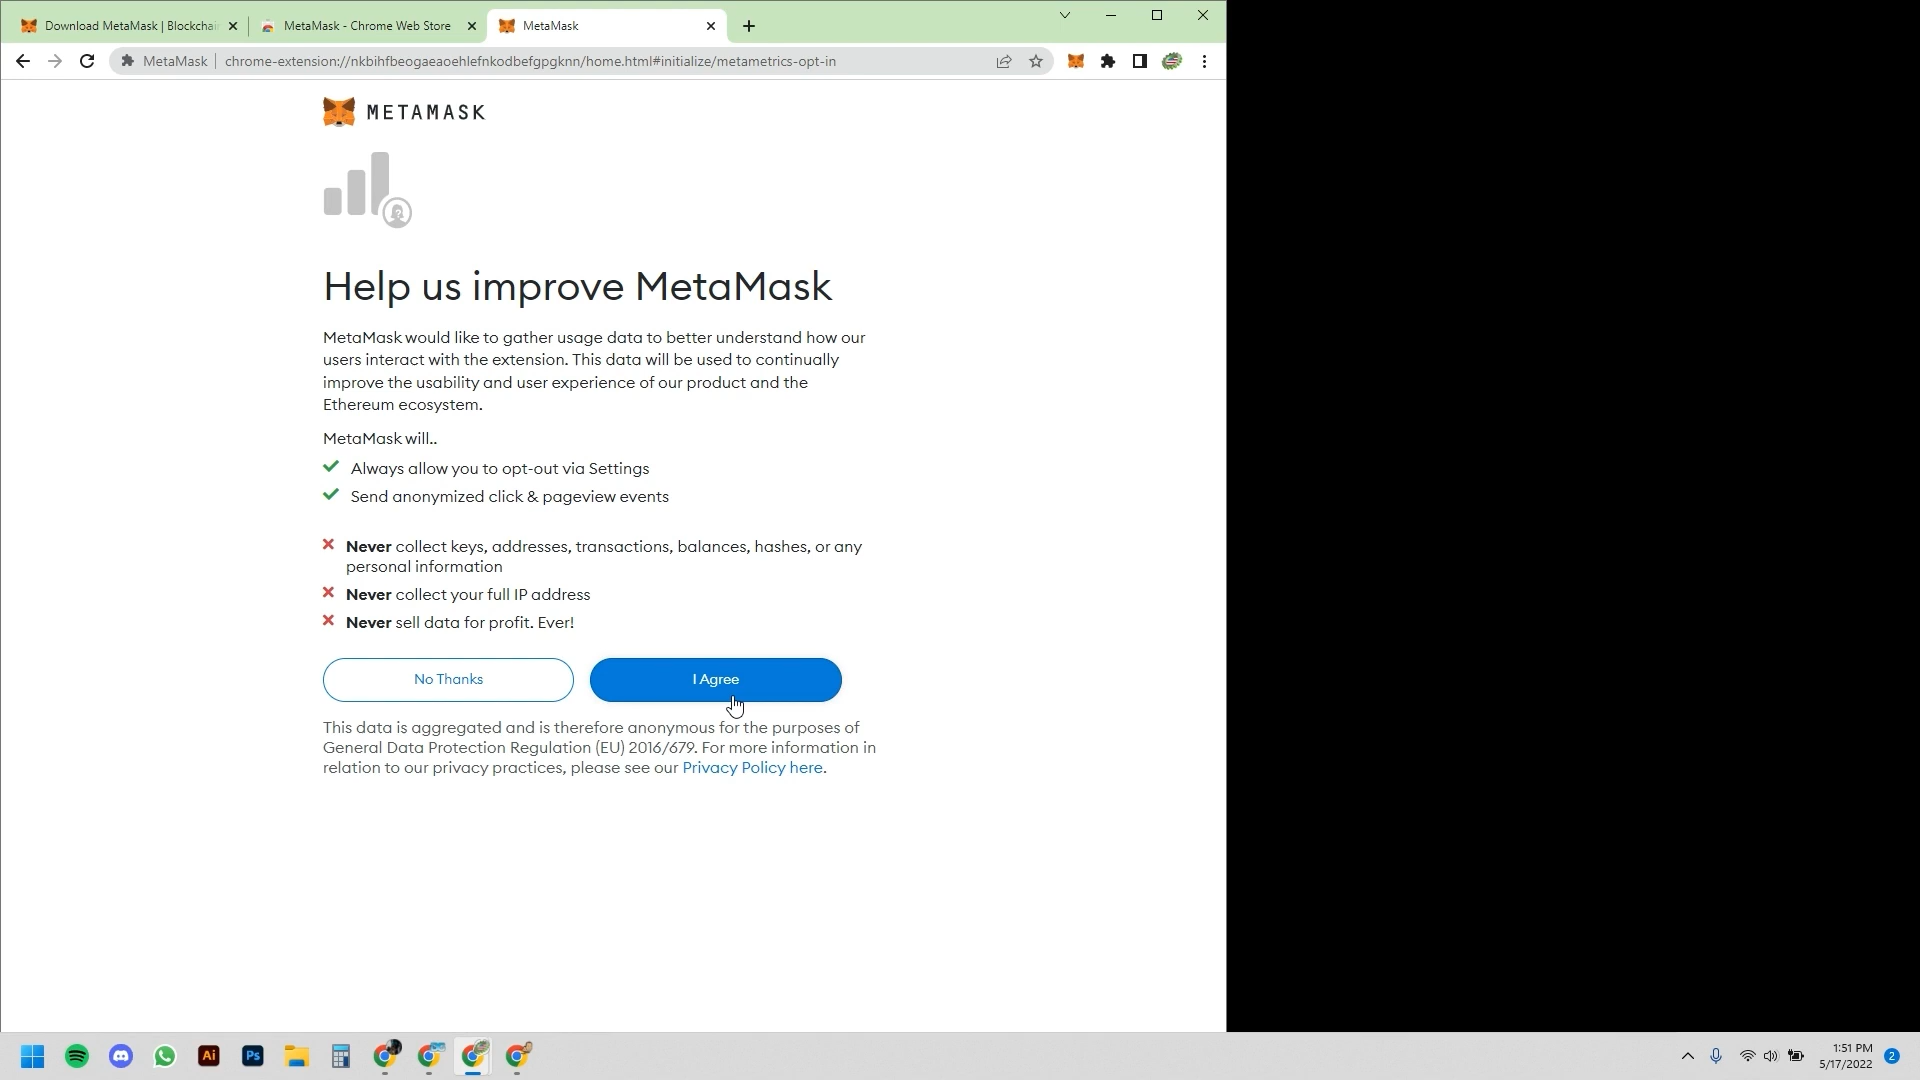 Download MetaMask | Blockchai
MetaMask - Chrome Web Store
MetaMask
MetaMask
chrome-extension://nkbihfbeogaeaoehlefnkodbefgpgknn/home.html#initialize/metametrics-opt-in
METAMASK
Help us improve MetaMask
MetaMask would like to gather usage data to better understand how our
users interact with the extension. This data will be used to continually
improve the usability and user experience of our product and the
Ethereum ecosystem.
MetaMask will..
Always allow you to opt-out via Settings
Send anonymized click & pageview events
Never collect keys, addresses, transactions, balances, hashes, or any
personal information
Never collect your full IP address
Never sell data for profit. Ever!
No Thanks
I Agree
This data is aggregated and is therefore anonymous for the purposes of
General Data Protection Regulation (EU) 2016/679. For more information in
relation to our privacy practices, please see our Privacy Policy here.
Ai
Ps
1:51 PM
5/17/2022
2